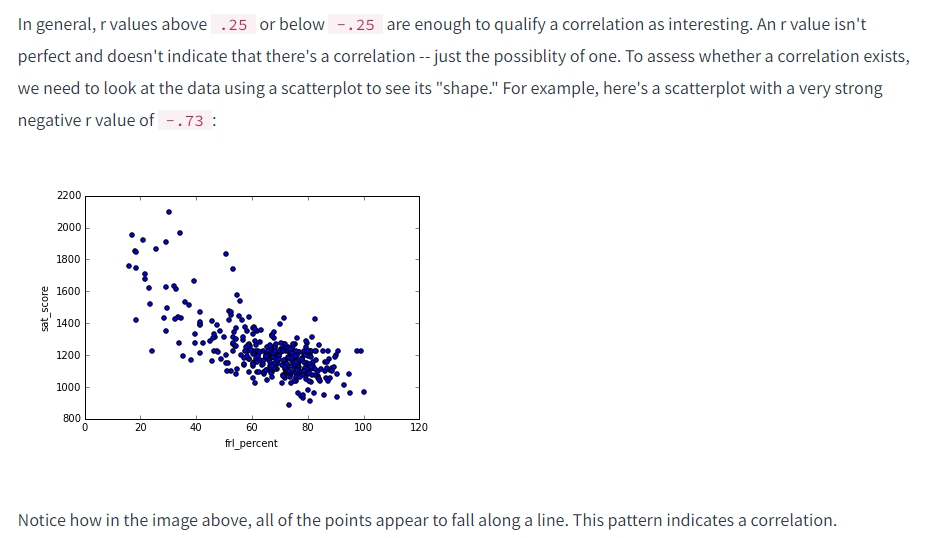 In general, r values above .25 or below -.25 are enough to qualify a correlation as interesting. An r value isn't
perfect and doesn't indicate that there's a correlation -- just the possiblity of one. To assess whether a correlation exists,
we need to look at the data using a scatterplot to see its "shape." For example, here's a scatterplot with a very strong
negative r value of -.73 :
2200
2000
1800
1600
1400
1200
1000
800
sat_score
0 20 40 60 80 100 120
frl_percent
Notice how in the image above, all of the points appear to fall along a line. This pattern indicates a correlation.